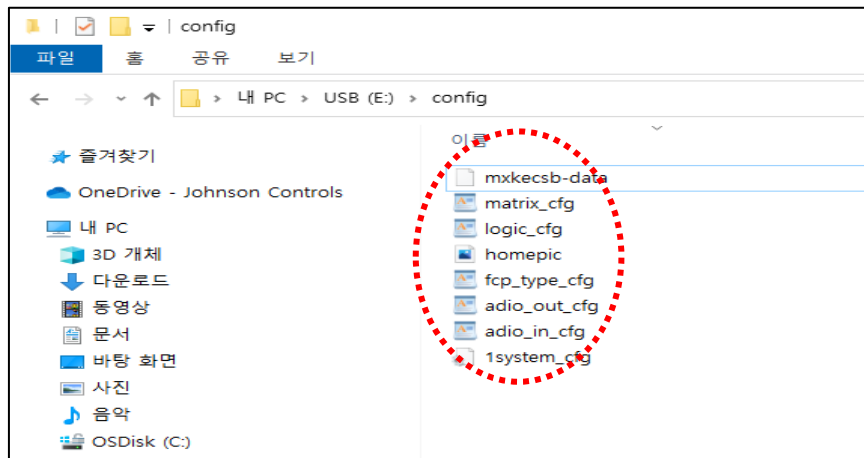 config
파일 홈 공유 보기
내 PC > USB (E:) > config
이름
즐겨찾기
OneDrive - Johnson Controls
내 PC
3D 개체
다운로드
동영상
문서
바탕 화면
사진
음악
OSDisk (C:)
mxkecsb-data
matrix_cfg
logic_cfg
homepic
fcp_type_cfg
adio_out_cfg
adio_in_cfg
1system_cfg